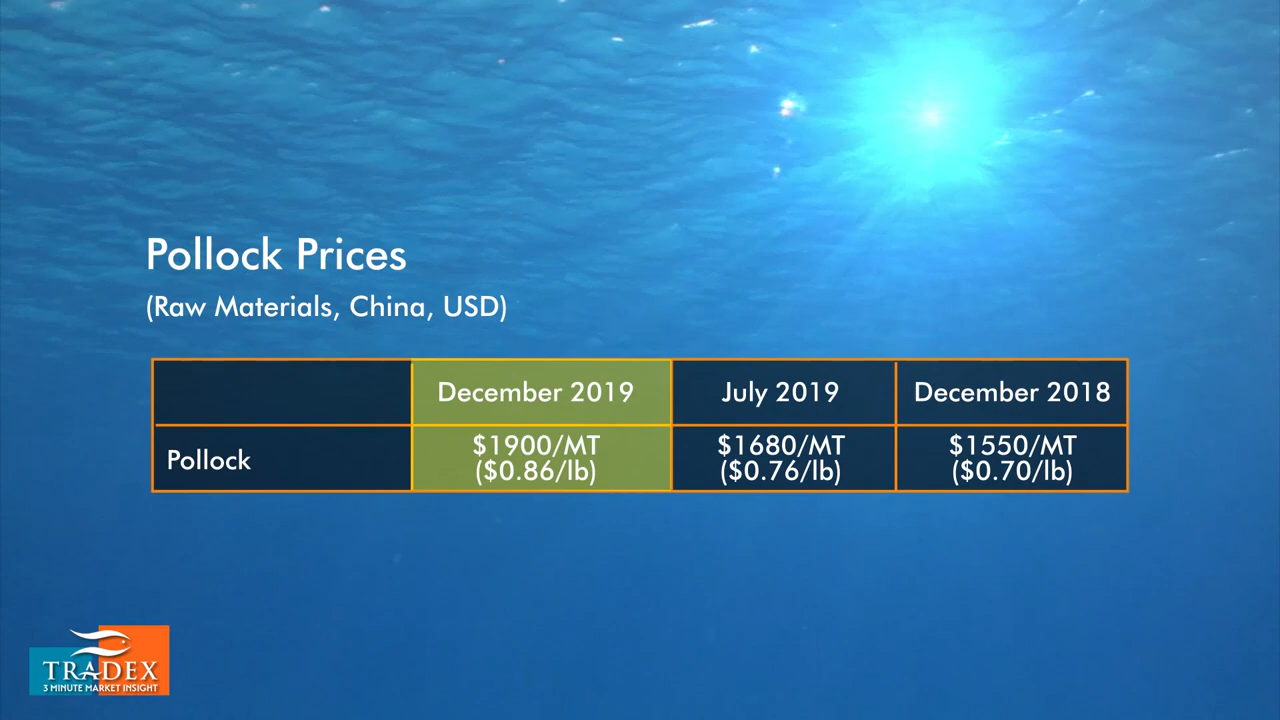 Pollock Prices
(Raw Materials, China, USD)
December 2019
July 2019
December 2018
Pollock
$1900/MT
($0.86/lb)
$1680/MT
($0.76/lb)
$1550/MT
($0.70/lb)
TRADEX
3 MINUTE MARKET INSIGHT